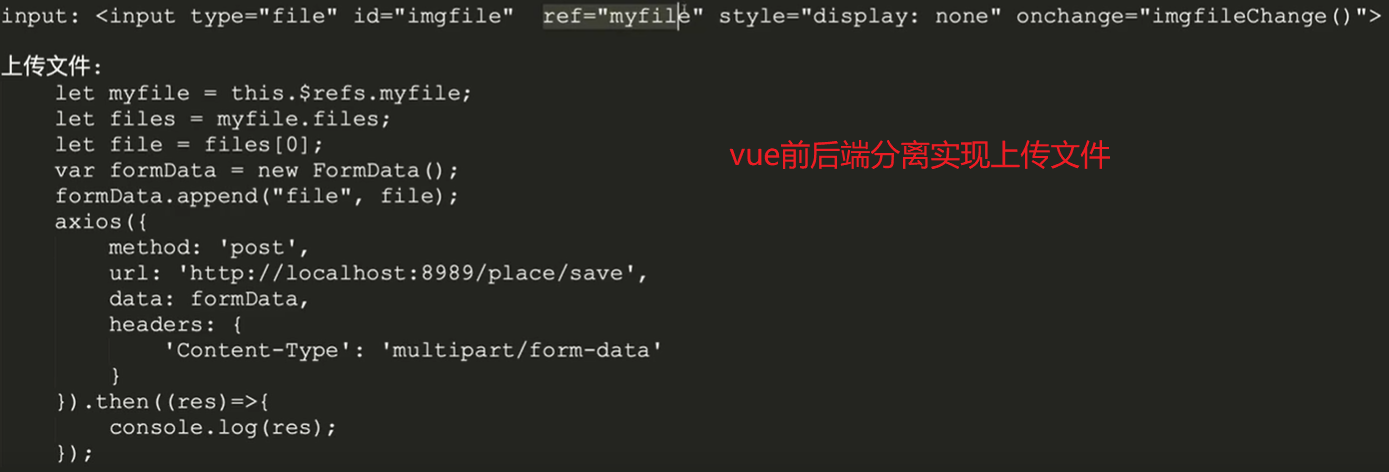 input: <input type="file" id="imgfile"  ref="myfile" style="display: none" onchange="imgfileChange()">
上传文件:
    let myfile = this.$refs.myfile;
    let files = myfile.files;
    let file = files[0];
vue前后端分离实现上传文件
    var formData = new FormData();
    formData.append("file", file);
    axios({
        method: 'post',
        url: 'http://localhost:8989/place/save',
        data: formData,
        headers: {
            'Content-Type': 'multipart/form-data'
        }
    }).then((res)=>{
        console.log(res);
    });